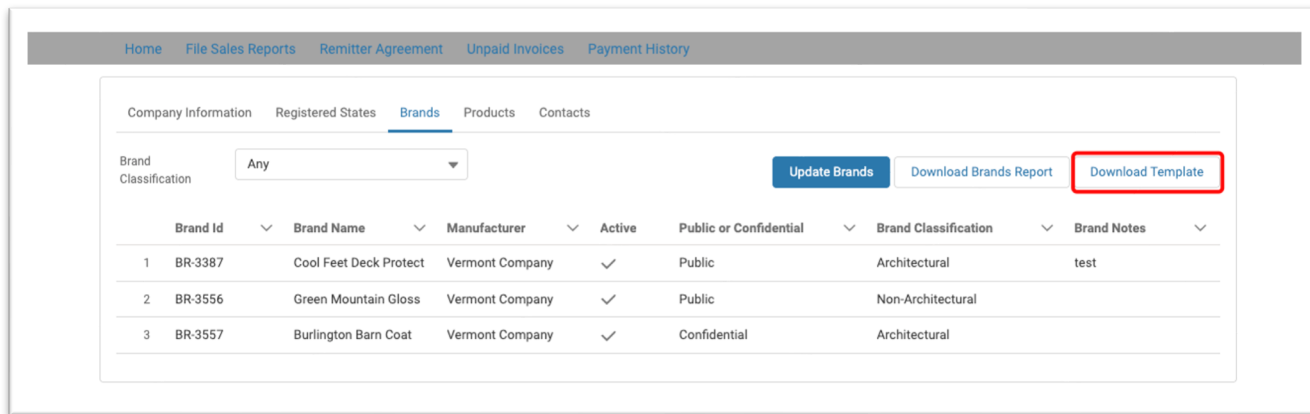 Home File Sales Reports Remitter Agreement Unpaid Invoices Payment History
Company Information Registered States Brands Products Contacts
Brand Classification Any Update Brands Download Brands Report Download Template
Brand Id Brand Name Manufacturer Active Public or Confidential Brand Classification Brand Notes
1 BR-3387 Cool Feet Deck Protect Vermont Company Public Architectural test
2 BR-3556 Green Mountain Gloss Vermont Company Public Non-Architectural
3 BR-3557 Burlington Barn Coat Vermont Company Confidential Architectural